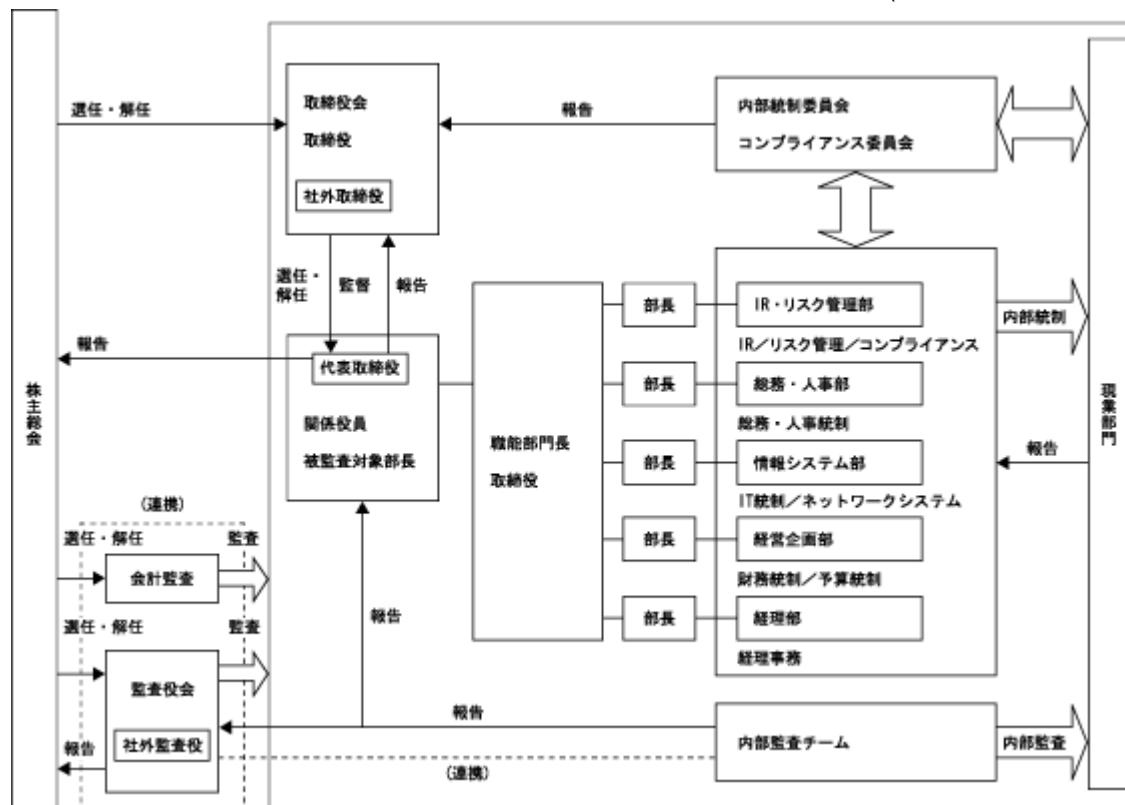 選任・解任
取締役会
取締役
社外取締役
報告
内部統制委員会
コンプライアンス委員会
選任・
解任
監督
報告
報告
代表取締役
関係役員
被監査対象部長
職能部門長
取締役
部長
IR・リスク管理部
IR/リスク管理/コンプライアンス
部長
総務・人事部
総務・人事統制
部長
情報システム部
IT統制/ネットワークシステム
部長
経営企画部
財務統制/予算統制
部長
経理部
経理事務
内部統制
報告
株主総会
現業部門
(連携)
選任・解任
監査
会計監査
選任・解任
監査
監査役会
社外監査役
報告
報告
報告
(連携)
内部監査チーム
内部監査